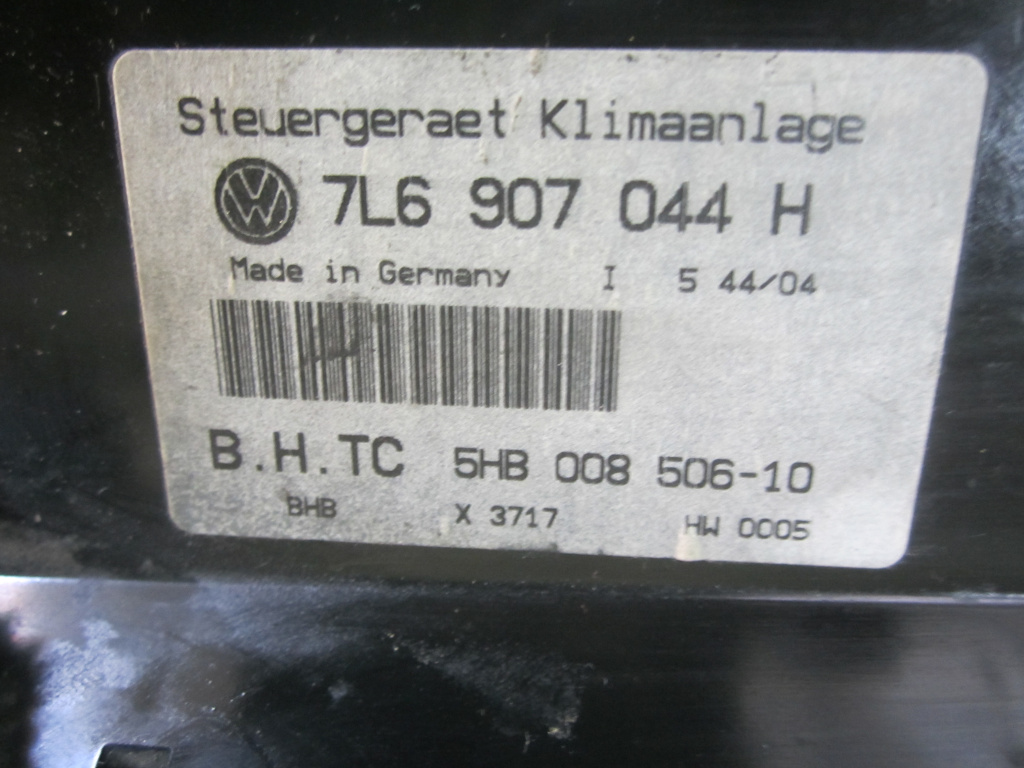 Steuergeraet Klimaanlage
VW 7L6 907 044 H
Made in Germany I 5 44/04
B.H.TC 5HB 008 506-10
BHB X 3717 HW 0005